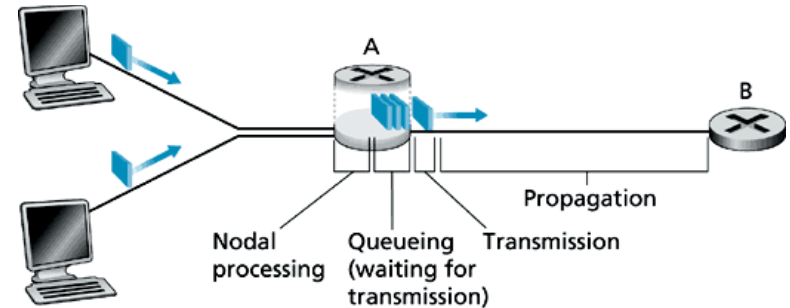 A
B
Propagation
Nodal
processing
Queueing
(waiting for
transmission)
Transmission